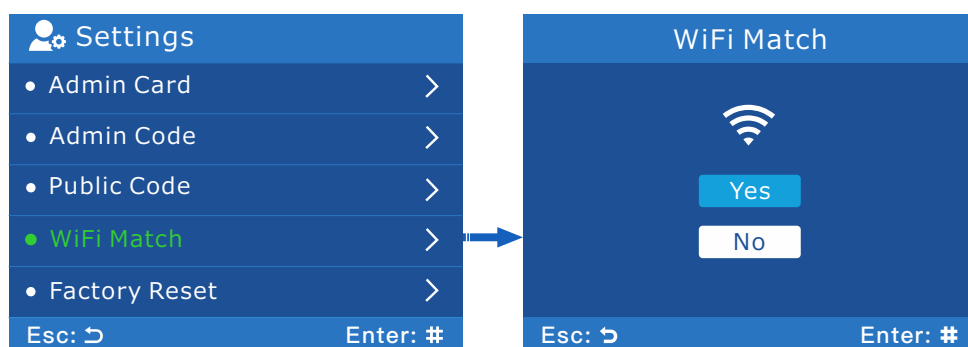 Settings
Admin Card
Admin Code
Public Code
WiFi Match
Factory Reset
Esc: ⮌ Enter: #
WiFi Match
Yes
No
Esc: ⮌ Enter: #